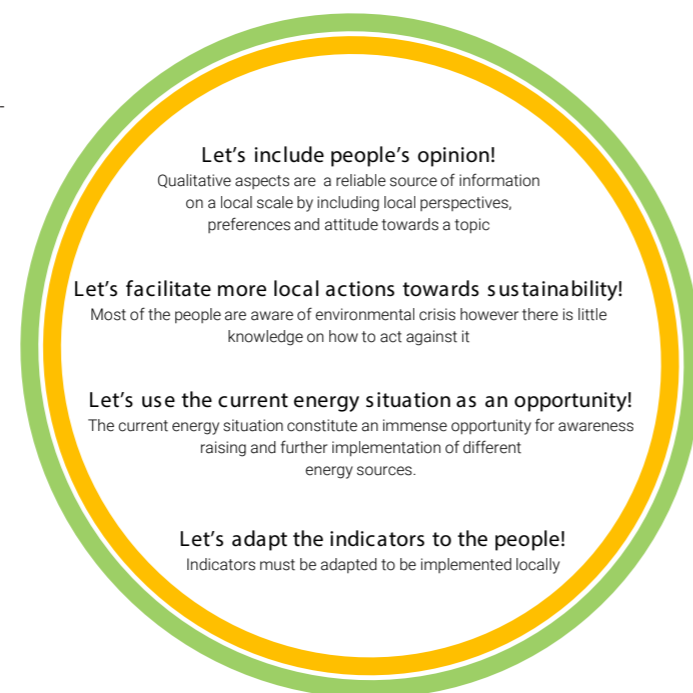 Let's include people's opinion!
Qualitative aspects are a reliable source of information
on a local scale by including local perspectives,
preferences and attitude towards a topic
Let's facilitate more local actions towards sustainability!
Most of the people are aware of environmental crisis however there is little
knowledge on how to act against it
Let's use the current energy situation as an opportunity!
The current energy situation constitute an immense opportunity for awareness
raising and further implementation of different
energy sources.
Let's adapt the indicators to the people!
Indicators must be adapted to be implemented locally